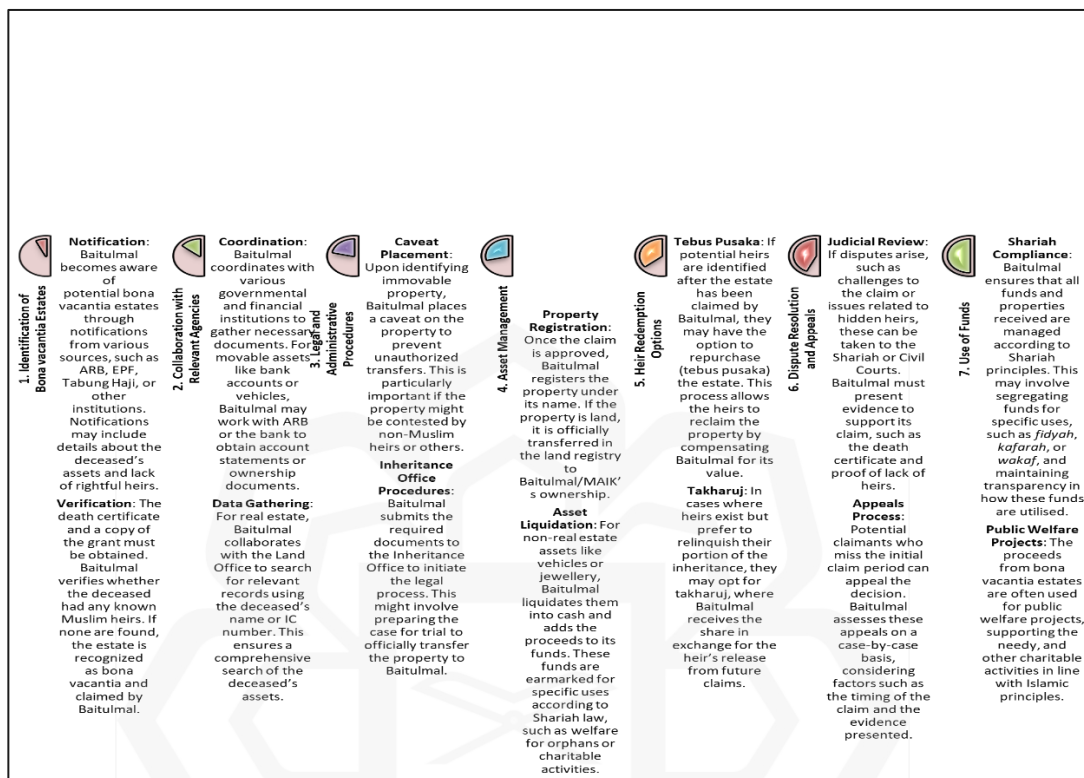 1. Identification of
Bona vacantia Estates
Notification:
Baitulmal
becomes aware
of
potential bona
vacantia estates
through
notifications
from various
sources, such as
ARB, EPF,
Tabung Haji, or
other
institutions.
Notifications
may include
details about the
deceased's
assets and lack
of rightful heirs.
Verification: The
death certificate
and a copy of
the grant must
be obtained.
Baitulmal
verifies whether
the deceased
had any known
Muslim heirs. If
none are found,
the estate is
recognized
as bona
vacantia and
claimed by
Baitulmal.
2. Collaboration with
Relevant Agencies
Coordination:
Baitulmal
coordinates with
various
governmental
and financial
institutions to
gather necessary
documents. For
movable assets
like bank
accounts or
vehicles,
Baitulmal may
work with ARB
or the bank to
obtain account
statements or
ownership
documents.
Data Gathering:
For real estate,
Baitulmal
collaborates
with the Land
Office to search
for relevant
records using
the deceased's
name or IC
number. This
ensures a
comprehensive
search of the
deceased's
assets.
3. Legal and
Administrative
Procedures
Caveat
Placement:
Upon identifying
immovable
property,
Baitulmal places
a caveat on the
property to
prevent
unauthorized
transfers. This is
particularly
important if the
property might
be contested by
non-Muslim
heirs or others.
Inheritance
Office
Procedures:
Baitulmal
submits the
required
documents to
the Inheritance
Office to initiate
the legal
process. This
might involve
preparing the
case for trial to
officially transfer
the property to
Baitulmal.
4. Asset Management
Property
Registration:
Once the claim
is approved,
Baitulmal
registers the
property under
its name. If the
property is land,
it is officially
transferred in
the land registry
to
Baitulmal/MAIK'
s ownership.
Asset
Liquidation: For
non-real estate
assets like
vehicles or
jewellery,
Baitulmal
liquidates them
into cash and
adds the
proceeds to its
funds. These
funds are
earmarked for
specific uses
according to
Shariah law,
such as welfare
for orphans or
charitable
activities.
5. Heir Redemption
Options
Tebus Pusaka: If
potential heirs
are identified
after the estate
has been
claimed by
Baitulmal, they
may have the
option to
repurchase
(tebus pusaka)
the estate. This
process allows
the heirs to
reclaim the
property by
compensating
Baitulmal for its
value.
Takharuj: In
cases where
heirs exist but
prefer to
relinquish their
portion of the
inheritance, they
may opt for
takharuj, where
Baitulmal
receives the
share in
exchange for the
heir's release
from future
claims.
6. Dispute Resolution
and Appeals
Judicial Review:
If disputes arise,
such as
challenges to
the claim or
issues related to
hidden heirs,
these can be
taken to the
Shariah or Civil
Courts.
Baitulmal must
present
evidence to
support its
claim, such as
the death
certificate and
proof of lack of
heirs.
Appeals
Process:
Potential
claimants who
miss the initial
claim period can
appeal the
decision.
Baitulmal
assesses these
appeals on a
case-by-case
basis,
considering
factors such as
the timing of the
claim and the
evidence
presented.
7. Use of Funds
Shariah
Compliance:
Baitulmal
ensures that all
funds and
properties
received are
managed
according to
Shariah
principles. This
may involve
segregating
funds for
specific uses,
such as fidyah,
kafarah, or
wakaf, and
maintaining
transparency in
how these funds
are utilised.
Public Welfare
Projects: The
proceeds
from bona
vacantia estates
are often used
for public
welfare projects,
supporting the
needy, and
other charitable
activities in line
with Islamic
principles.